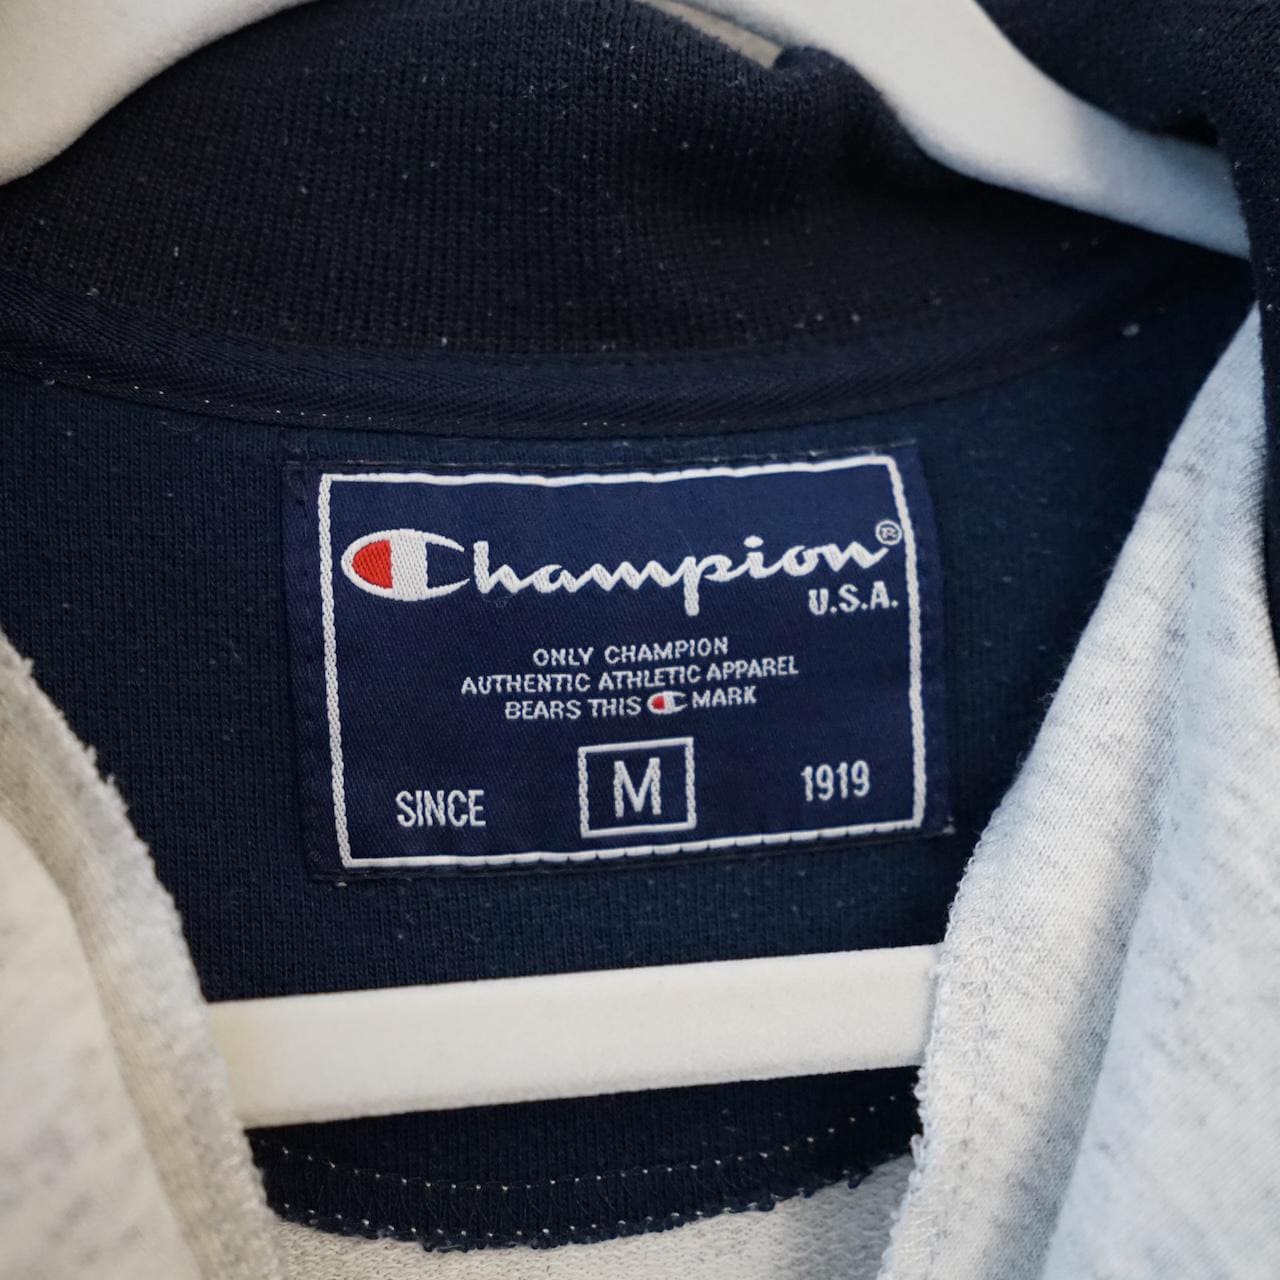 Champion®
U.S.A.
ONLY CHAMPION
AUTHENTIC ATHLETIC APPAREL
BEARS THIS C MARK
SINCE M 1919